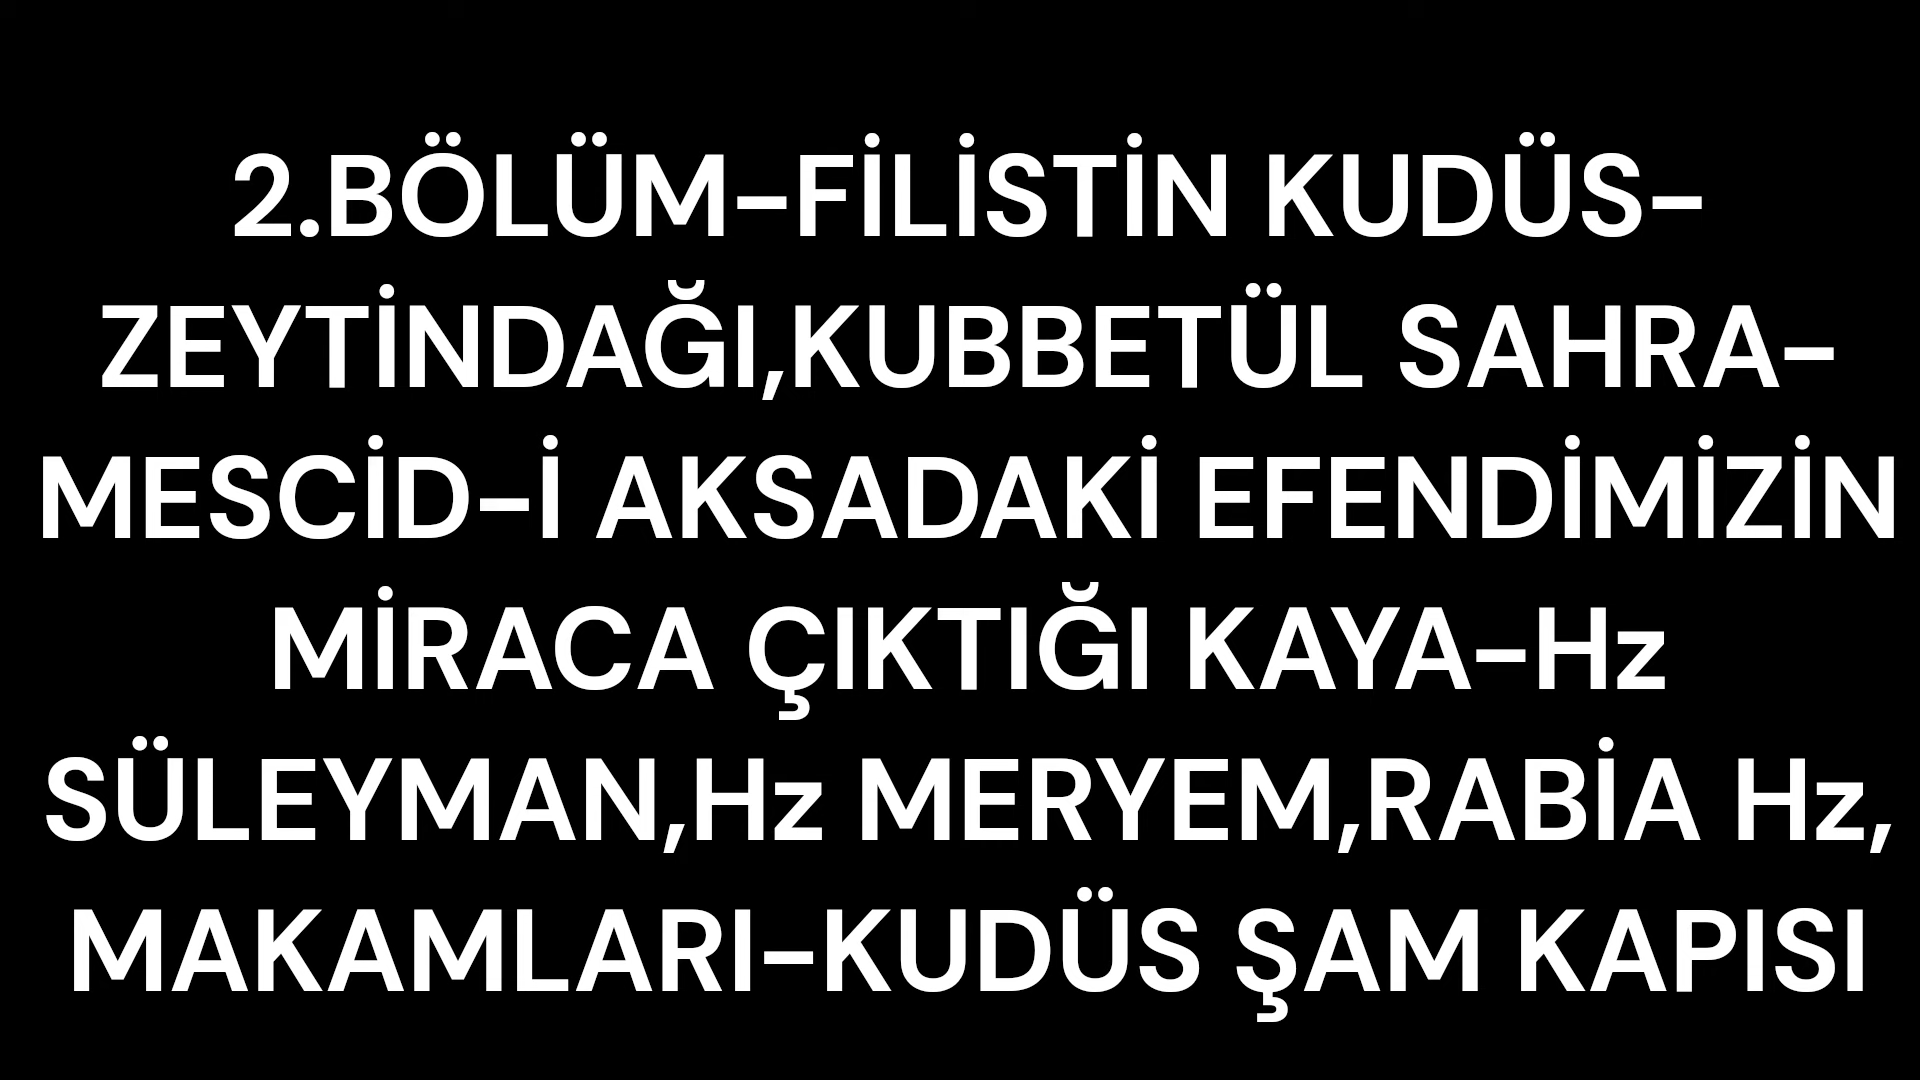 2.BÖLÜM-FİLİSTİN KUDÜS-
ZEYTİNDAĞI,KUBBETÜL SAHRA-
MESCİD-İ AKSADAKİ EFENDİMİZİN
MİRACA ÇIKTIĞI KAYA-Hz
SÜLEYMAN,Hz MERYEM,RABİA Hz,
MAKAMLARI-KUDÜS ŞAM KAPISI